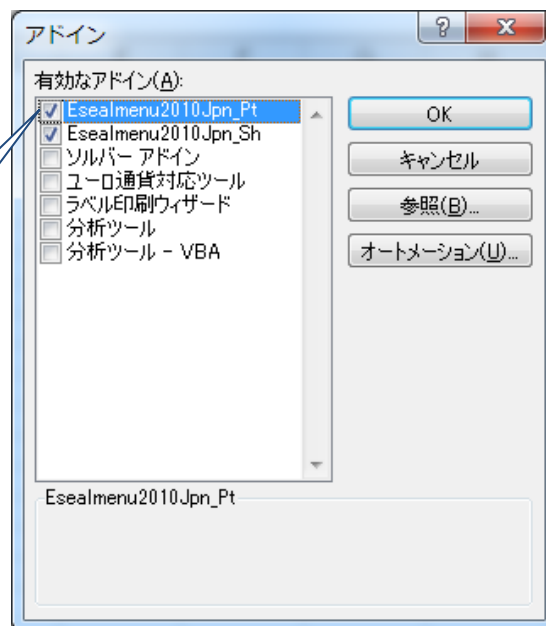 アドイン
有効なアドイン(A):
Esealmenu2010Jpn_Pt
Esealmenu2010Jpn_Sh
ソルバー アドイン
ユーロ通貨対応ツール
ラベル印刷ウィザード
分析ツール
分析ツール - VBA
OK
キャンセル
参照(B)...
オートメーション(U)...
Esealmenu2010Jpn_Pt